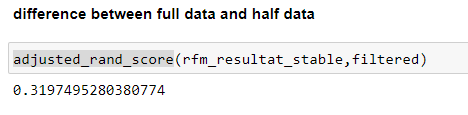 difference between full data and half data
adjusted_rand_score(rfm_resultat_stable,filtered)
0.3197495280380774